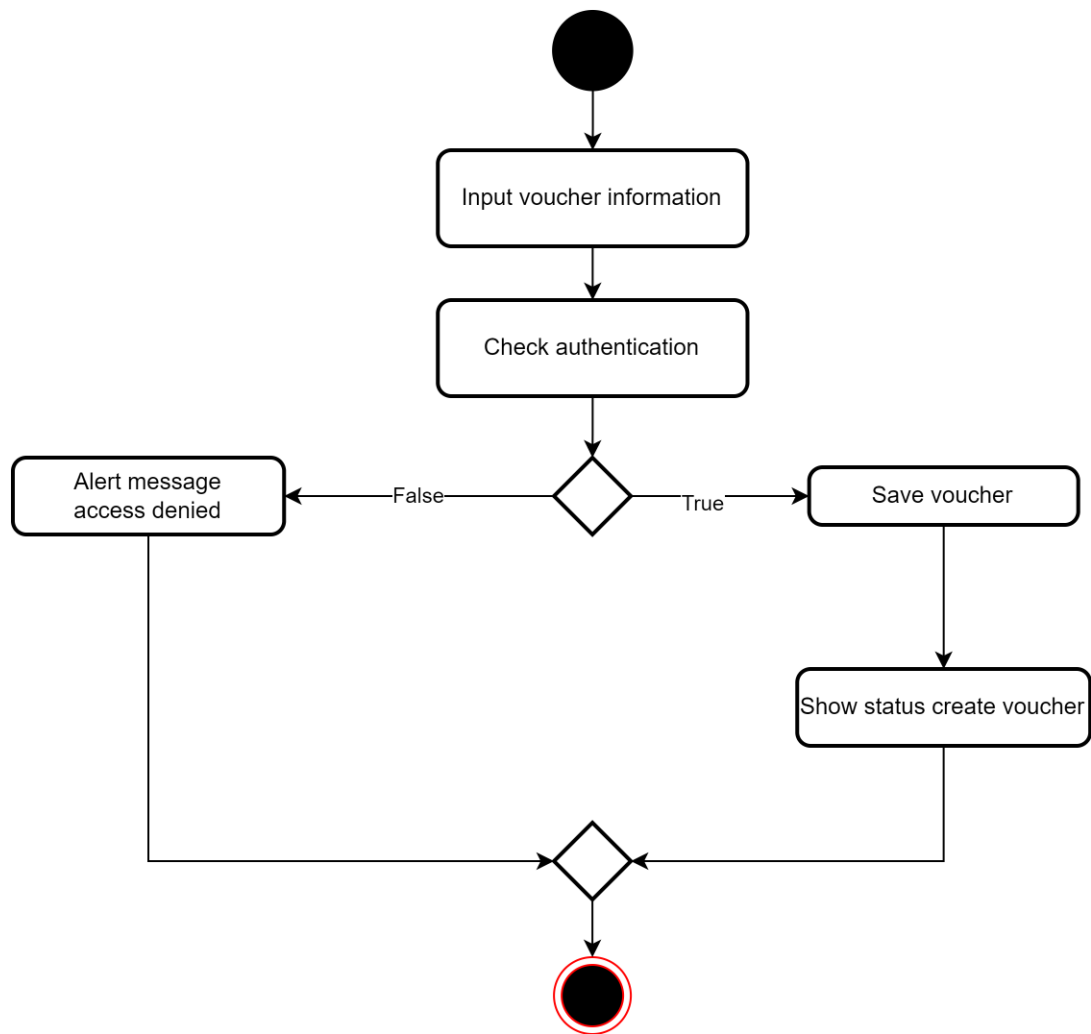 Input voucher information
Check authentication
Alert message
access denied
False
True
Save voucher
Show status create voucher